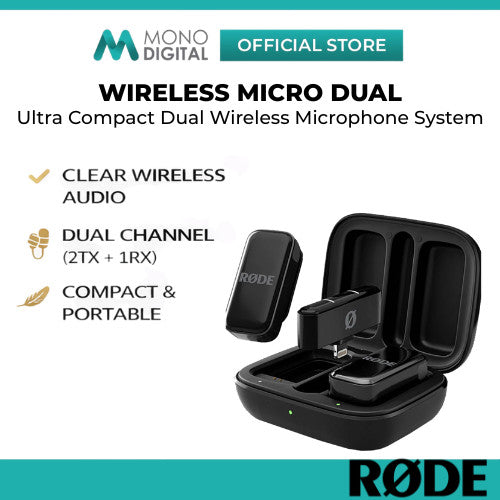 MONO
DIGITAL
OFFICIAL STORE
WIRELESS MICRO DUAL
Ultra Compact Dual Wireless Microphone System
CLEAR WIRELESS
AUDIO
DUAL CHANNEL
(2TX + 1RX)
COMPACT &
PORTABLE
RØDE
RØDE
RØDE